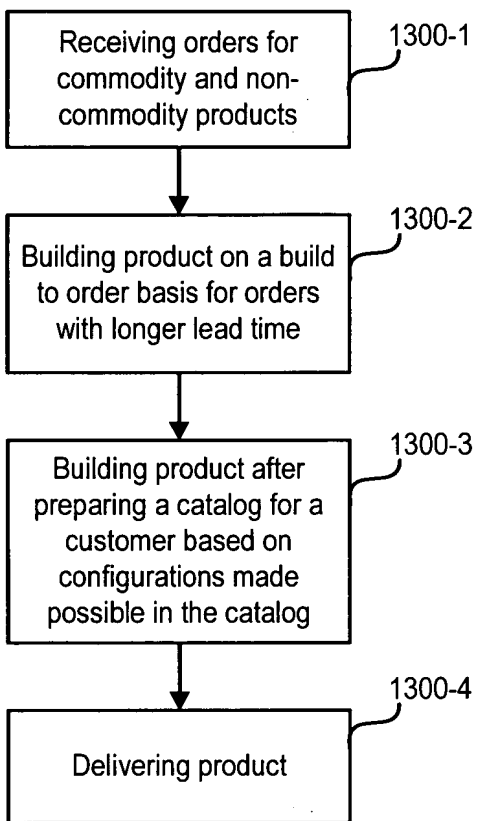 Receiving orders for
commodity and non-
commodity products
1300-1
Building product on a build
to order basis for orders
with longer lead time
1300-2
Building product after
preparing a catalog for a
customer based on
configurations made
possible in the catalog
1300-3
Delivering product
1300-4